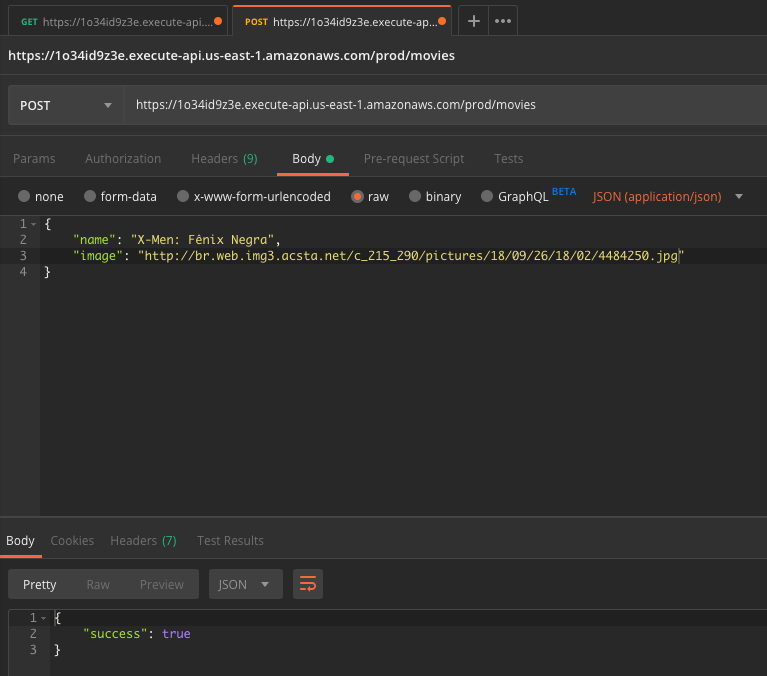 GET https://1o34id9z3e.execute-api....
POST https://1o34id9z3e.execute-ap...
https://1o34id9z3e.execute-api.us-east-1.amazonaws.com/prod/movies
POST https://1o34id9z3e.execute-api.us-east-1.amazonaws.com/prod/movies
Params Authorization Headers (9) Body Pre-request Script Tests
none form-data x-www-form-urlencoded raw binary GraphQL BETA JSON (application/json)
1 {
2 "name": "X-Men: Fênix Negra",
3 "image": "http://br.web.img3.acsta.net/c_215_290/pictures/18/09/26/18/02/4484250.jpg"
4 }
Body Cookies Headers (7) Test Results
Pretty Raw Preview JSON
1 {
2 "success": true
3 }